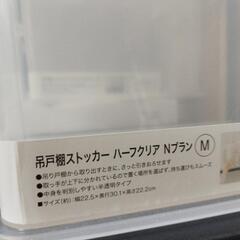 吊戸棚ストッカー ハーフクリア Nブラン M
●吊り戸棚から取り出すときに、さっと引きおろせます
●取っ手が上下に分かれているので置く場所を選ばず、持ち運びもスムーズ
●中身を判別しやすい半透明タイプ
■サイズ(約):幅22.5×奥行30.1×高さ22.2cm